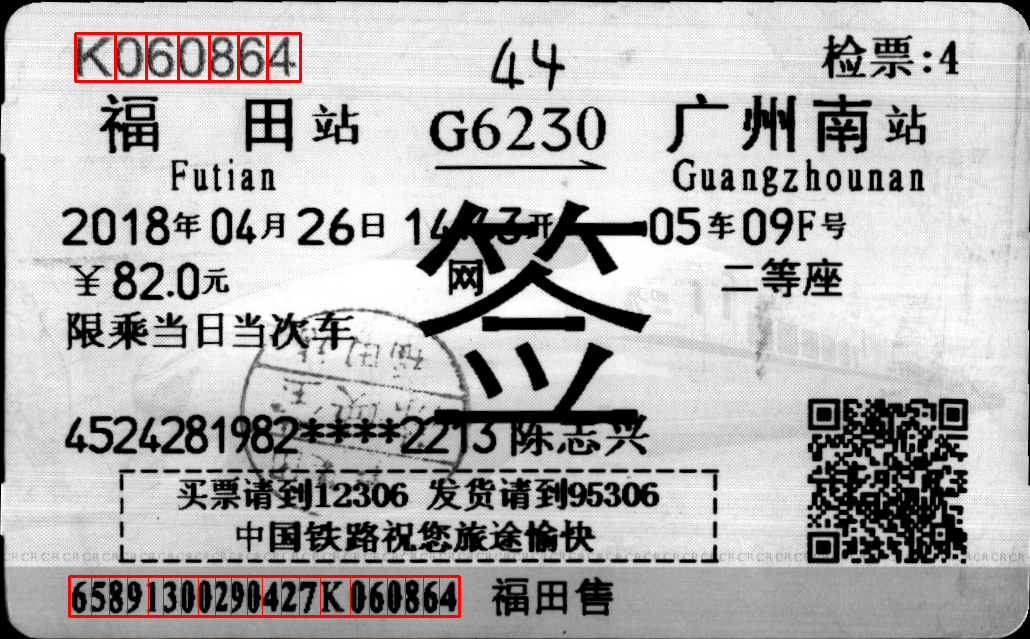 K060864
44
检票:4
福田站 G6230 广州南站
Futian Guangzhounan
2018年04月26日 14:43开 05车09F号
¥82.0元 网 二等座
签
限乘当日当次车
4524281982****2213 陈志兴
买票请到12306 发货请到95306
中国铁路祝您旅途愉快
65891300290427K060864 福田售